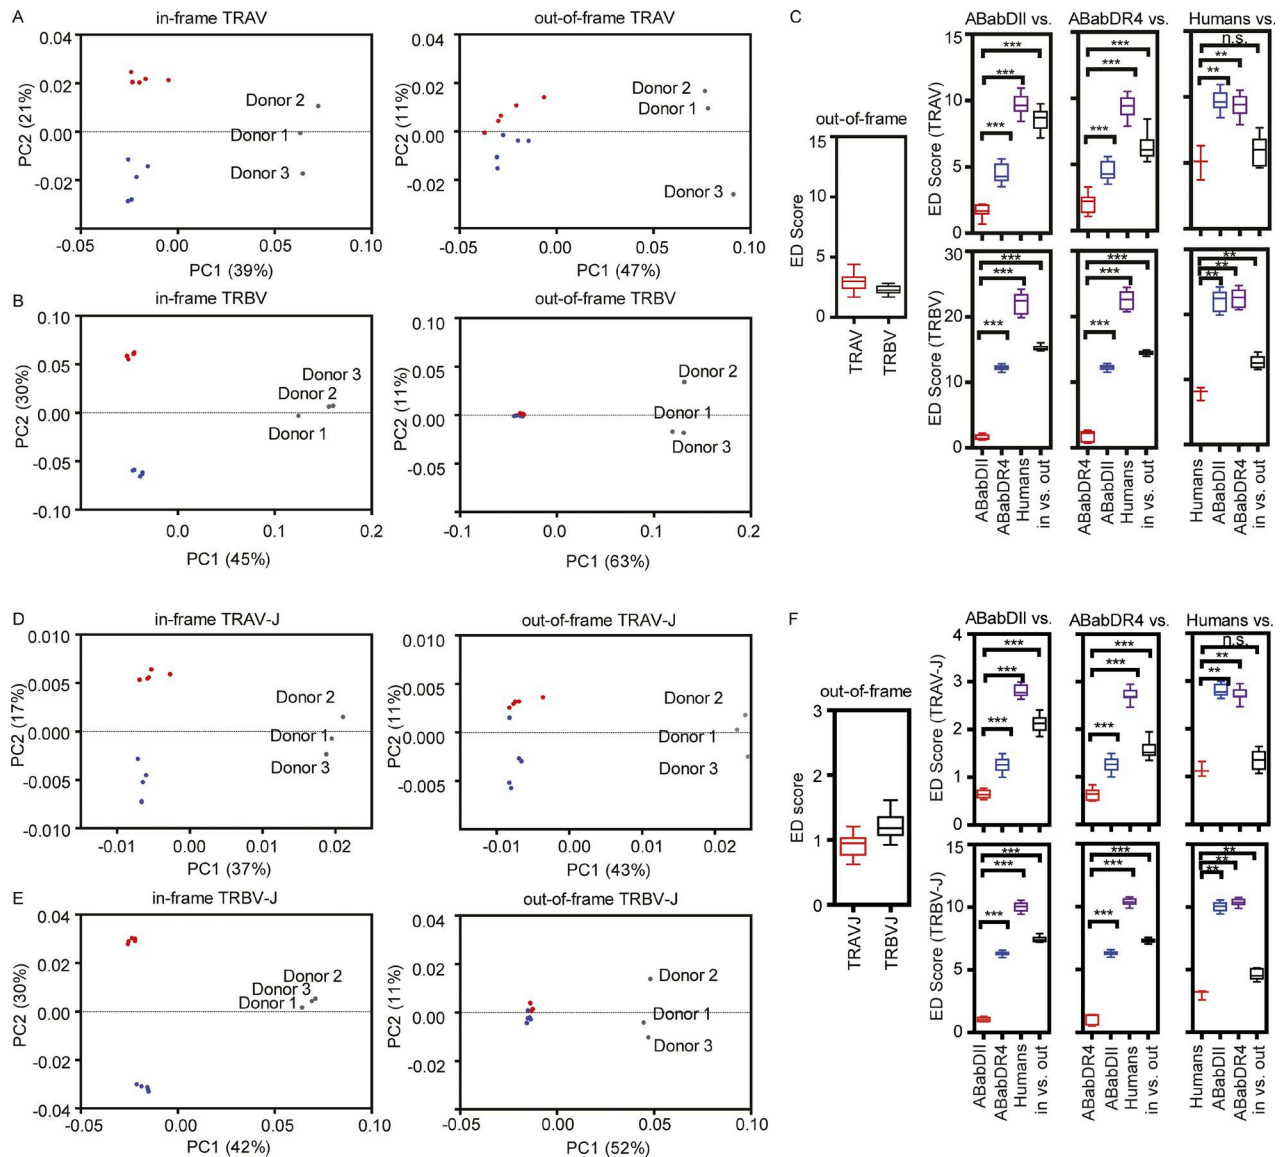 A
in-frame TRAV
0.04
0.02
0.00
-0.02
PC2 (21%)
Donor 2
Donor 1
Donor 3
-0.05
0.00
0.05
0.10
PC1 (39%)
out-of-frame TRAV
0.04
0.02
0.00
-0.02
PC2 (11%)
Donor 2
Donor 1
Donor 3
-0.05
0.00
0.05
0.10
PC1 (47%)
B
in-frame TRBV
0.10
0.05
0.00
-0.05
-0.10
PC2 (30%)
Donor 3
Donor 2
Donor 1
0.0
0.1
0.2
PC1 (45%)
out-of-frame TRBV
0.10
0.05
0.00
-0.05
PC2 (11%)
Donor 2
Donor 1
Donor 3
-0.1
0.0
0.1
0.2
PC1 (63%)
C
out-of-frame
15
10
5
0
ED Score
TRAV
TRBV
ABabDII vs.
ABabDR4 vs.
Humans vs.
15
10
5
0
ED Score (TRAV)
***
***
***
***
***
***
n.s.
**
**
30
20
10
0
ED Score (TRBV)
***
***
***
***
***
***
**
**
**
ABabDII
ABabDR4
Humans
in vs. out
ABabDR4
ABabDII
Humans
in vs. out
Humans
ABabDII
ABabDR4
in vs. out
D
in-frame TRAV-J
0.010
0.005
0.000
-0.005
-0.010
PC2 (17%)
Donor 2
Donor 1
Donor 3
-0.01
0.00
0.01
0.02
PC1 (37%)
out-of-frame TRAV-J
0.010
0.005
0.000
-0.005
PC2 (11%)
Donor 2
Donor 1
Donor 3
-0.01
0.00
0.01
0.02
PC1 (43%)
E
in-frame TRBV-J
0.04
0.02
0.00
-0.02
-0.04
PC2 (30%)
Donor 2
Donor 3
Donor 1
-0.05
0.00
0.05
0.10
PC1 (42%)
out-of-frame TRBV-J
0.04
0.02
0.00
-0.02
-0.04
PC2 (11%)
Donor 2
Donor 1
Donor 3
-0.05
0.00
0.05
0.10
PC1 (52%)
F
out-of-frame
3
2
1
0
ED score
TRAVJ
TRBVJ
ABabDII vs.
ABabDR4 vs.
Humans vs.
4
3
2
1
0
ED Score (TRAV-J)
***
***
***
***
***
***
n.s.
**
**
15
10
5
0
ED Score (TRBV-J)
***
***
***
***
***
***
**
**
**
ABabDII
ABabDR4
Humans
in vs. out
ABabDR4
ABabDII
Humans
in vs. out
Humans
ABabDII
ABabDR4
in vs. out